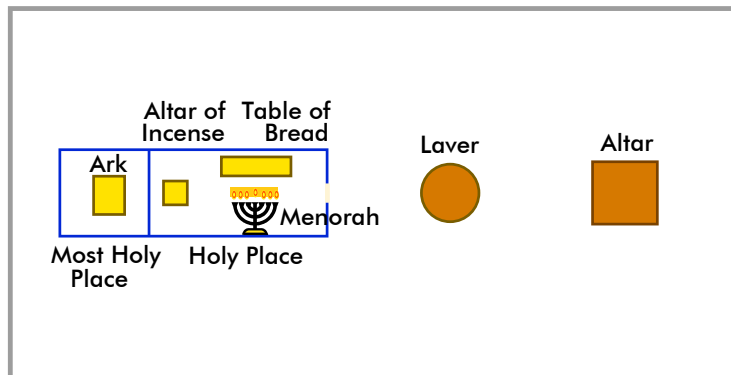 Altar of
Incense
Table of
Bread
Ark
Menorah
Most Holy
Place
Holy Place
Laver
Altar